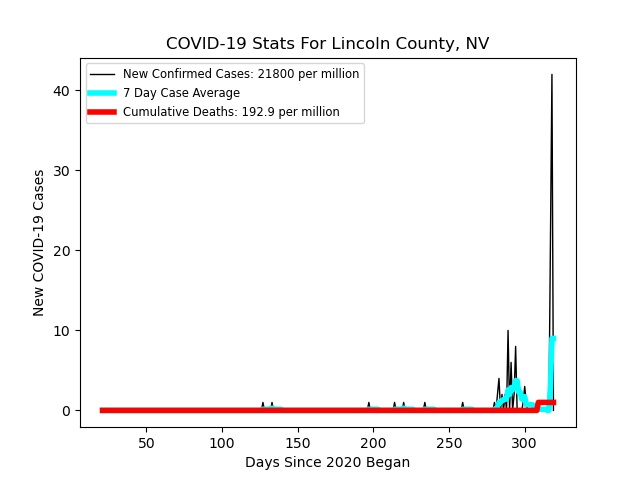 COVID-19 Stats For Lincoln County, NV
New Confirmed Cases: 21800 per million
7 Day Case Average
Cumulative Deaths: 192.9 per million
New COVID-19 Cases
40
30
20
10
0
50 100 150 200 250 300
Days Since 2020 Began